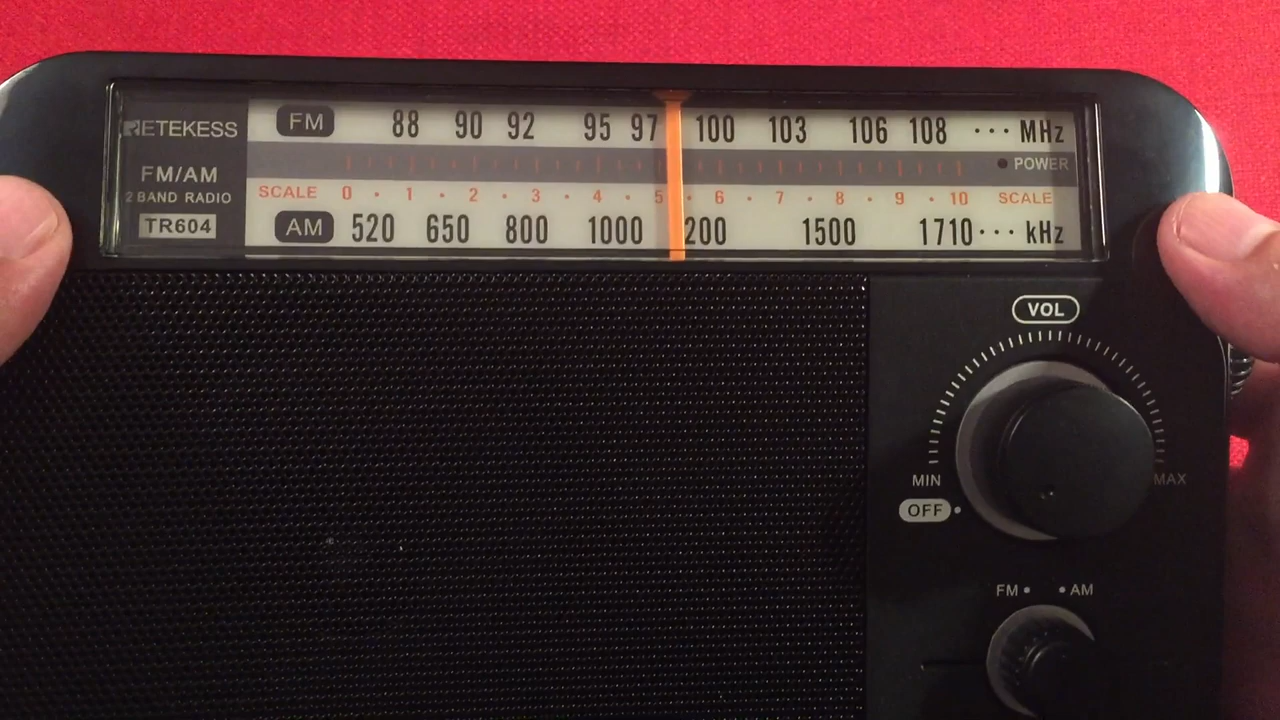 RETEKESS
FM/AM
2 BAND RADIO
TR604
FM 88 90 92 95 97 100 103 106 108 ··· MHz
POWER
SCALE 0 · 1 · 2 · 3 · 4 · 5 · 6 · 7 · 8 · 9 · 10 SCALE
AM 520 650 800 1000 200 1500 1710 ··· kHz
VOL
MIN MAX
OFF •
FM • • AM